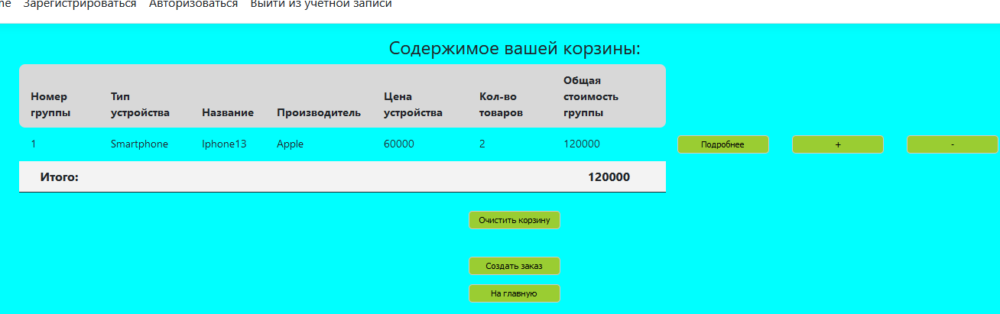 Зарегистрироваться Авторизоваться Выйти из учетной записи
Содержимое вашей корзины:
Номер группы Тип устройства Название Производитель Цена устройства Кол-во товаров Общая стоимость группы
1 Smartphone Iphone13 Apple 60000 2 120000 Подробнее + -
Итого: 120000
Очистить корзину
Создать заказ
На главную